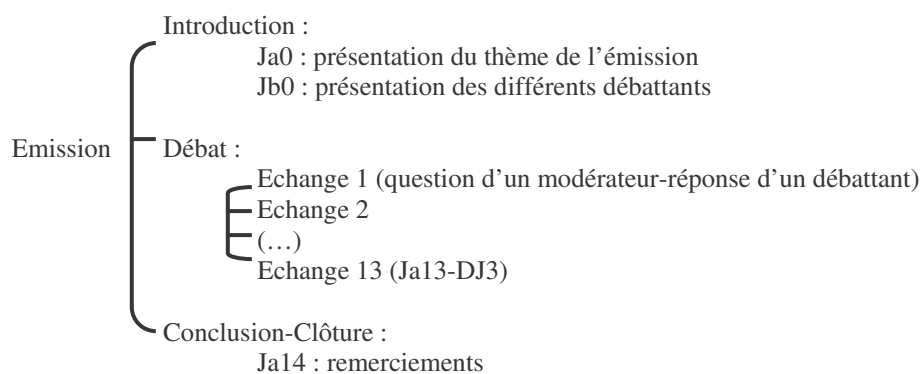 Introduction :
Ja0 : présentation du thème de l’émission
Jb0 : présentation des différents débattants
Emission
Débat :
Echange 1 (question d’un modérateur-réponse d’un débattant)
Echange 2
(…)
Echange 13 (Ja13-DJ3)
Conclusion-Clôture :
Ja14 : remerciements